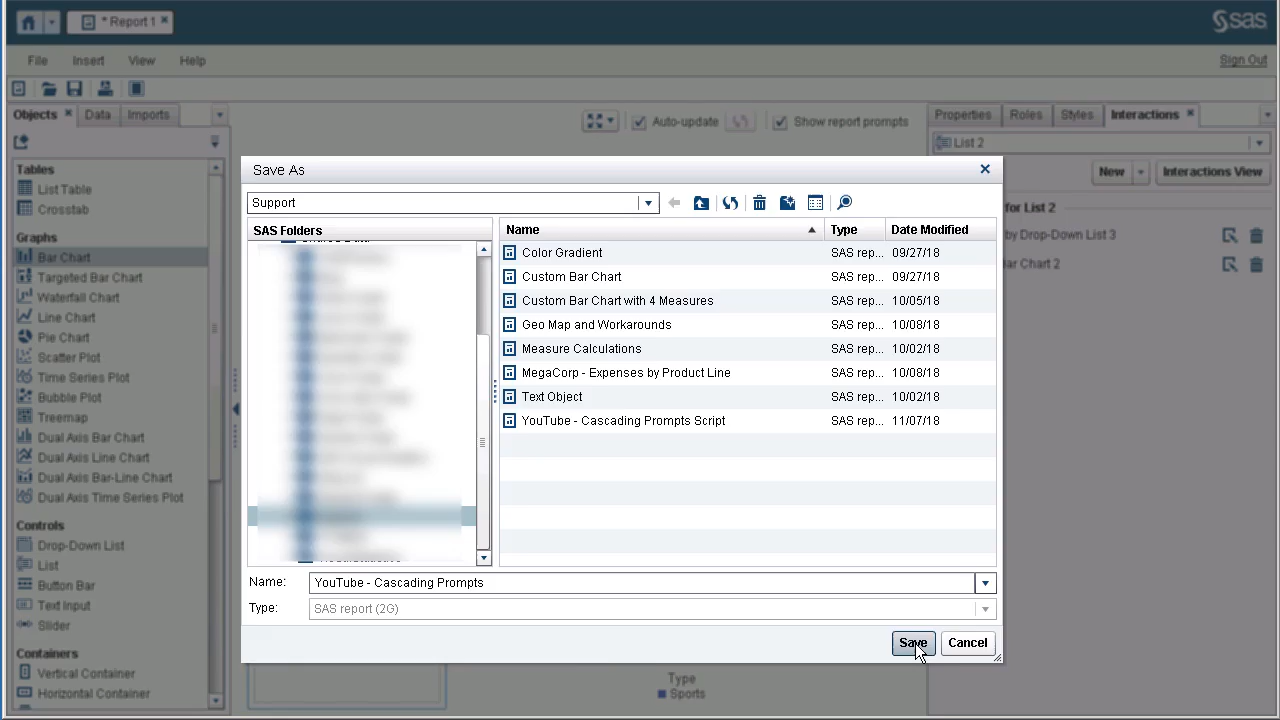 * Report 1
sas
File Insert View Help
Sign Out
Objects Data Imports
Auto-update
Show report prompts
Properties Roles Styles Interactions
List 2
New
Interactions View
for List 2
by Drop-Down List 3
Bar Chart 2
Tables
List Table
Crosstab
Graphs
Bar Chart
Targeted Bar Chart
Waterfall Chart
Line Chart
Pie Chart
Scatter Plot
Time Series Plot
Bubble Plot
Treemap
Dual Axis Bar Chart
Dual Axis Line Chart
Dual Axis Bar-Line Chart
Dual Axis Time Series Plot
Controls
Drop-Down List
List
Button Bar
Text Input
Slider
Containers
Vertical Container
Horizontal Container
Save As
Support
SAS Folders
Name Type Date Modified
Color Gradient SAS rep... 09/27/18
Custom Bar Chart SAS rep... 09/27/18
Custom Bar Chart with 4 Measures SAS rep... 10/05/18
Geo Map and Workarounds SAS rep... 10/08/18
Measure Calculations SAS rep... 10/02/18
MegaCorp - Expenses by Product Line SAS rep... 10/08/18
Text Object SAS rep... 10/02/18
YouTube - Cascading Prompts Script SAS rep... 11/07/18
Name: YouTube - Cascading Prompts
Type: SAS report (2G)
Save Cancel
Type
Sports